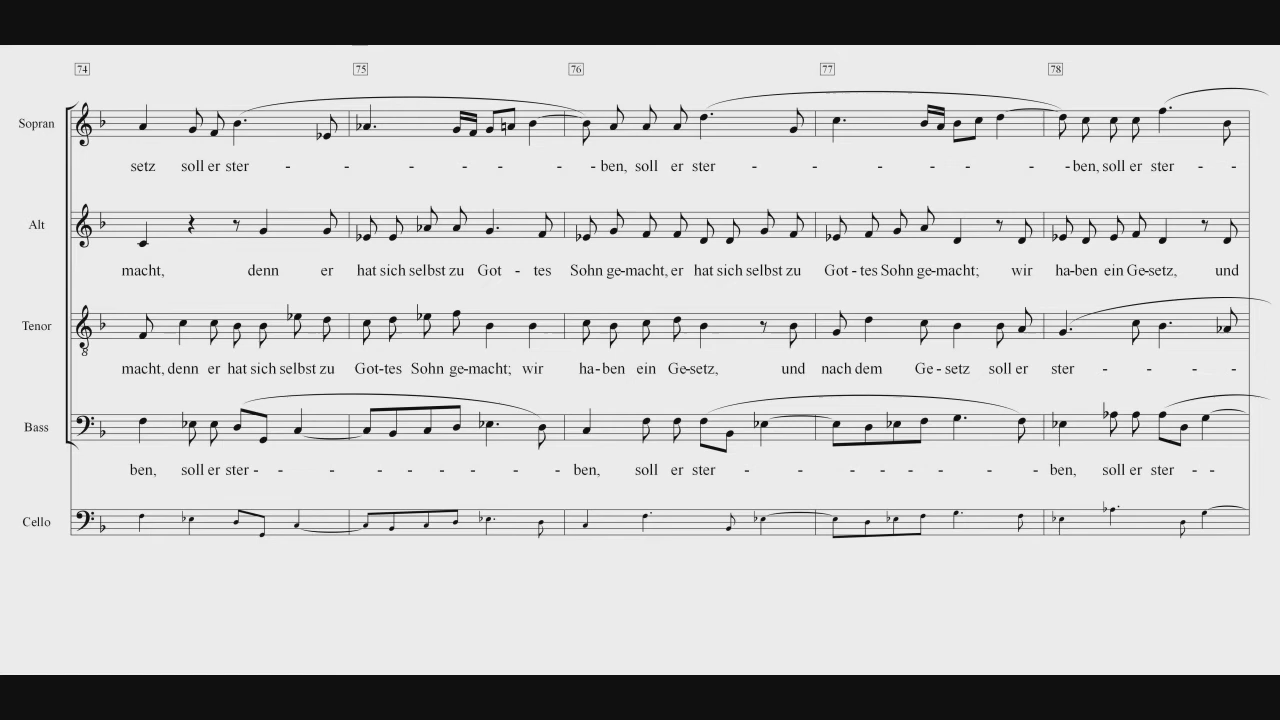 74 75 76 77 78
Sopran
setz soll er ster - - - - - - - - ben, soll er ster - - - - - - - - ben, soll er ster - - -
Alt
macht, denn er hat sich selbst zu Got - tes Sohn ge-macht, er hat sich selbst zu Got - tes Sohn ge-macht; wir ha-ben ein Ge-setz, und
Tenor
8
macht, denn er hat sich selbst zu Got-tes Sohn ge-macht; wir ha-ben ein Ge-setz, und nach dem Ge - setz soll er ster - - - -
Bass
ben, soll er ster - - - - - - - - ben, soll er ster - - - - - - - ben, soll er ster - - -
Cello